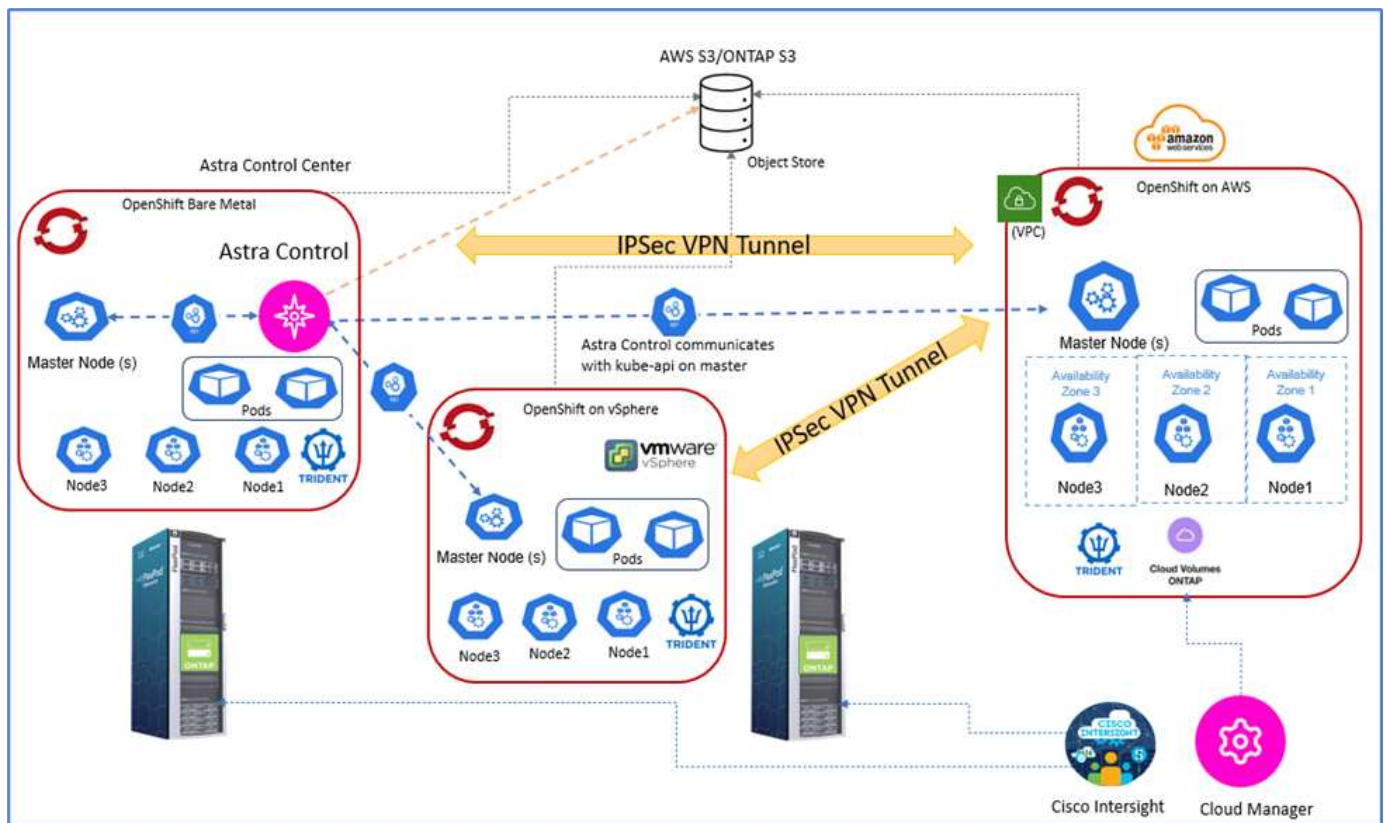 AWS S3/ONTAP S3
Object Store
Astra Control Center
amazon
web services
OpenShift Bare Metal
Astra Control
Master Node (s)
Pods
Node3
Node2
Node1
TRIDENT
IPSec VPN Tunnel
Astra Control communicates
with kube-api on master
IPSec VPN Tunnel
OpenShift on AWS
(VPC)
Master Node (s)
Pods
Availability
Zone 3
Availability
Zone 2
Availability
Zone 1
Node3
Node2
Node1
TRIDENT
Cloud Volumes
ONTAP
OpenShift on vSphere
vmware
vSphere
Master Node (s)
Pods
Node3
Node2
Node1
TRIDENT
FlexPod
ONTAP
FlexPod
ONTAP
CISCO
INTERSIGHT
Cisco Intersight
Cloud Manager